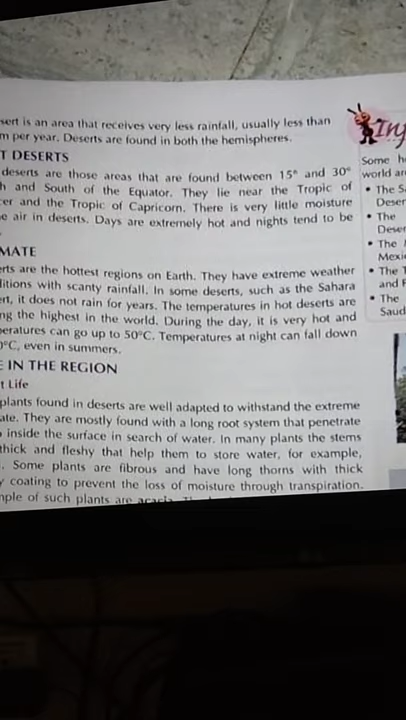 sert is an area that receives very less rainfall, usually less than
m per year. Deserts are found in both the hemispheres.
T DESERTS
deserts are those areas that are found between 15° and 30°
h and South of the Equator. They lie near the Tropic of
cer and the Tropic of Capricorn. There is very little moisture
e air in deserts. Days are extremely hot and nights tend to be
MATE
rts are the hottest regions on Earth. They have extreme weather
ditions with scanty rainfall. In some deserts, such as the Sahara
ert, it does not rain for years. The temperatures in hot deserts are
ng the highest in the world. During the day, it is very hot and
peratures can go up to 50°C. Temperatures at night can fall down
0°C, even in summers.
E IN THE REGION
t Life
plants found in deserts are well adapted to withstand the extreme
ate. They are mostly found with a long root system that penetrate
inside the surface in search of water. In many plants the stems
thick and fleshy that help them to store water, for example,
. Some plants are fibrous and have long thorns with thick
y coating to prevent the loss of moisture through transpiration.
mple of such plants are acacia.
Inf
Some h
world ar
• The S
Deser
• The
Deser
• The
Mexi
• The T
and P
• The
Saud